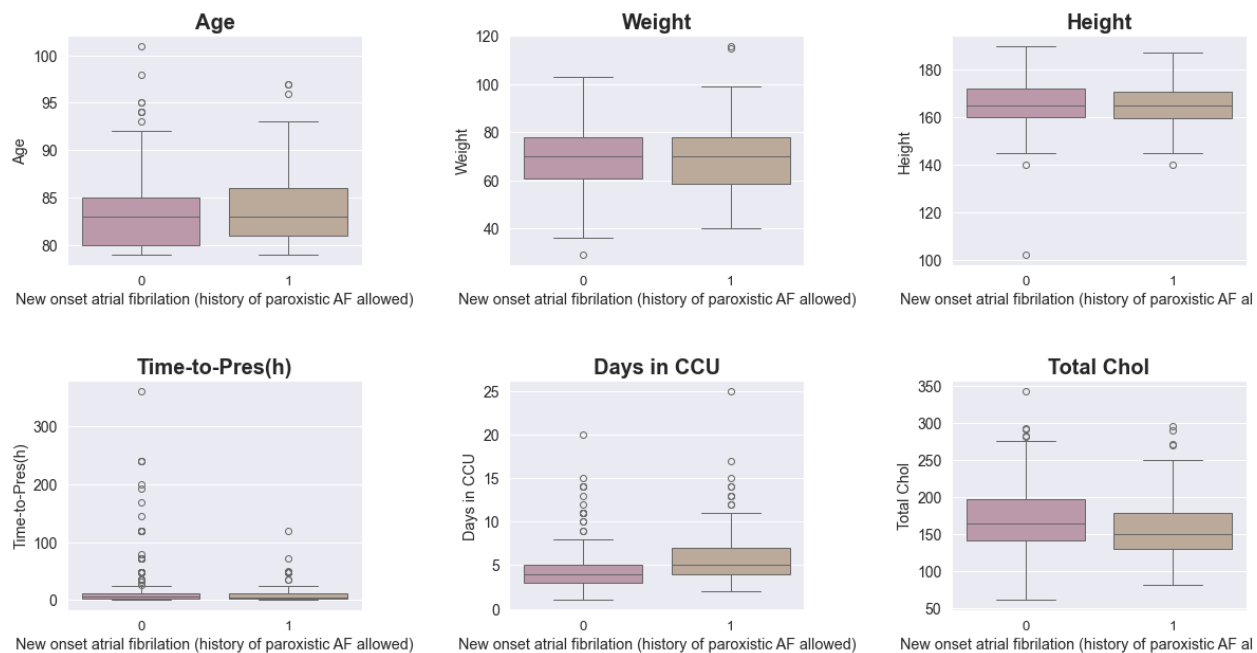 Age
Age
100
95
90
85
80
0
1
New onset atrial fibrilation (history of paroxistic AF allowed)
Weight
Weight
120
100
80
60
40
0
1
New onset atrial fibrilation (history of paroxistic AF allowed)
Height
Height
180
160
140
120
100
0
1
New onset atrial fibrilation (history of paroxistic AF al
Time-to-Pres(h)
Time-to-Pres(h)
300
200
100
0
0
1
New onset atrial fibrilation (history of paroxistic AF allowed)
Days in CCU
Days in CCU
25
20
15
10
5
0
0
1
New onset atrial fibrilation (history of paroxistic AF allowed)
Total Chol
Total Chol
350
300
250
200
150
100
50
0
1
New onset atrial fibrilation (history of paroxistic AF al